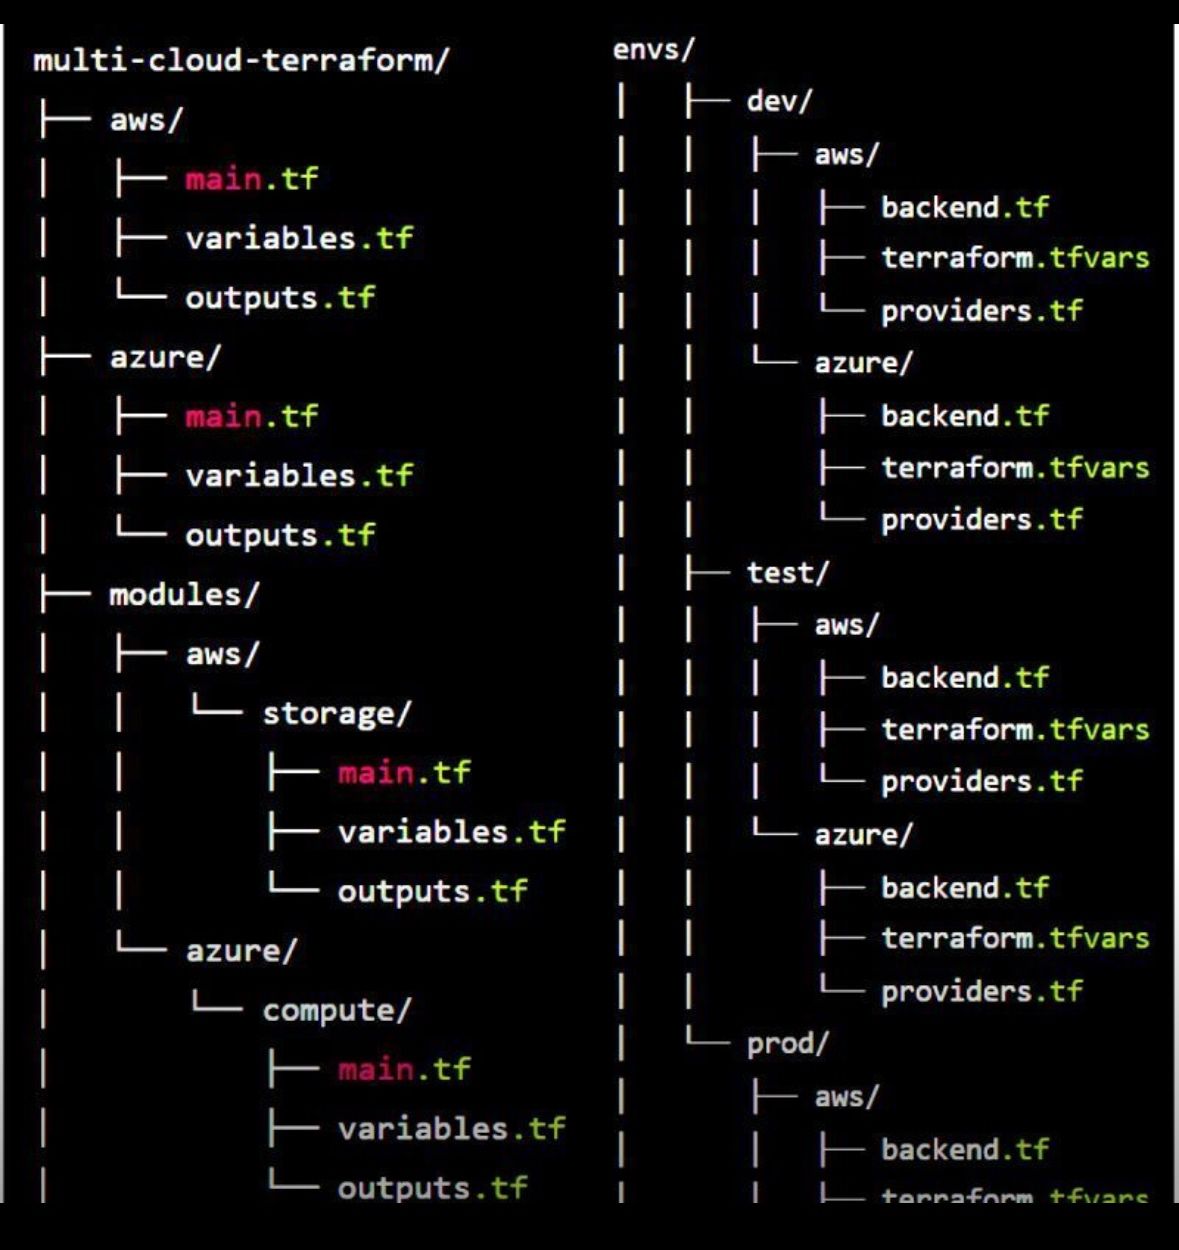 multi-cloud-terraform/
├── aws/
│   ├── main.tf
│   ├── variables.tf
│   └── outputs.tf
├── azure/
│   ├── main.tf
│   ├── variables.tf
│   └── outputs.tf
├── modules/
│   ├── aws/
│   │   └── storage/
│   │       ├── main.tf
│   │       ├── variables.tf
│   │       └── outputs.tf
│   └── azure/
│       └── compute/
│           ├── main.tf
│           ├── variables.tf
│           └── outputs.tf
envs/
│   ├── dev/
│   │   ├── aws/
│   │   │   ├── backend.tf
│   │   │   ├── terraform.tfvars
│   │   │   └── providers.tf
│   │   └── azure/
│   │       ├── backend.tf
│   │       ├── terraform.tfvars
│   │       └── providers.tf
│   ├── test/
│   │   ├── aws/
│   │   │   ├── backend.tf
│   │   │   ├── terraform.tfvars
│   │   │   └── providers.tf
│   │   └── azure/
│   │       ├── backend.tf
│   │       ├── terraform.tfvars
│   │       └── providers.tf
│   └── prod/
│       ├── aws/
│       │   ├── backend.tf
│       │   ├── terraform.tfvars